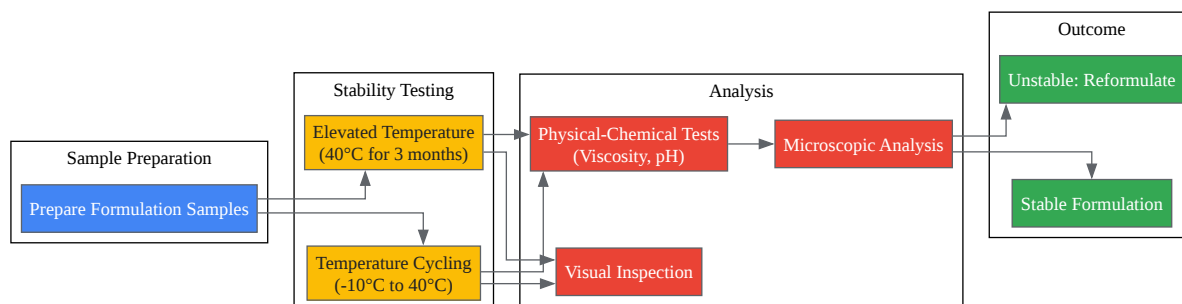 Sample Preparation
Prepare Formulation Samples
Stability Testing
Elevated Temperature
(40°C for 3 months)
Temperature Cycling
(-10°C to 40°C)
Analysis
Physical-Chemical Tests
(Viscosity, pH)
Microscopic Analysis
Visual Inspection
Outcome
Unstable: Reformulate
Stable Formulation